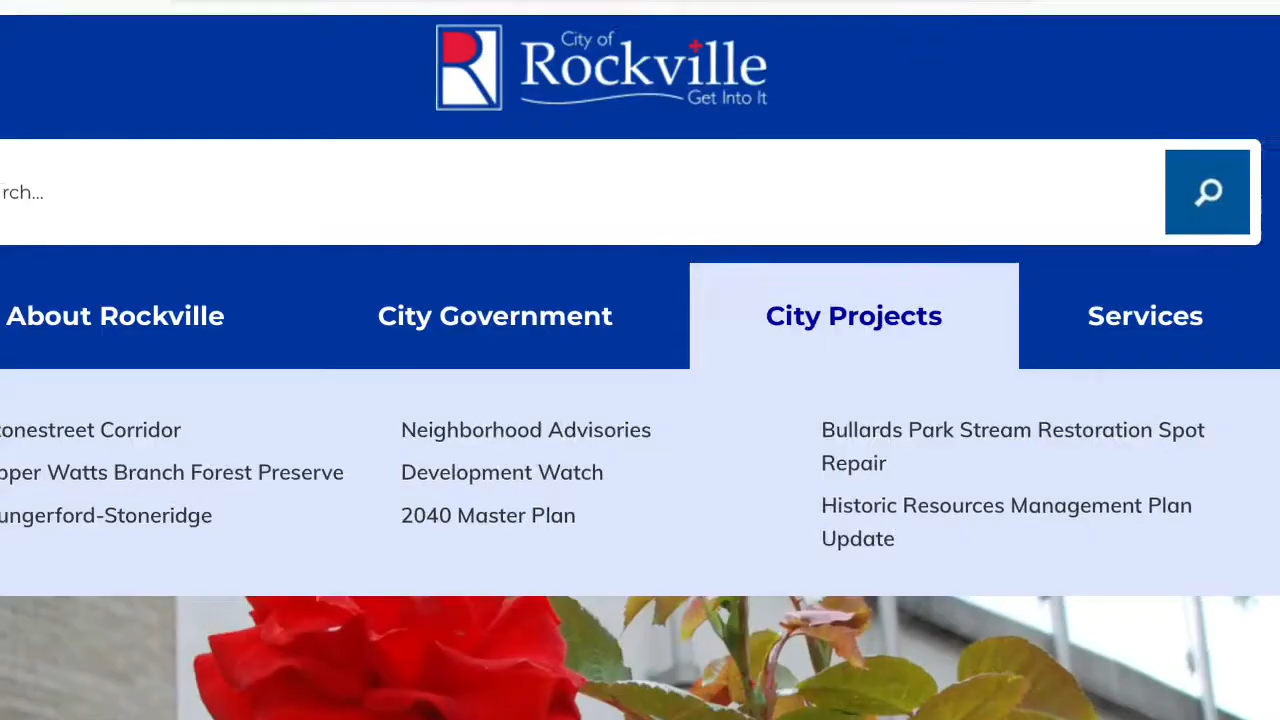 City of
Rockville
Get Into It
rch...
About Rockville
City Government
City Projects
Services
onestreet Corridor
pper Watts Branch Forest Preserve
ungerford-Stoneridge
Neighborhood Advisories
Development Watch
2040 Master Plan
Bullards Park Stream Restoration Spot
Repair
Historic Resources Management Plan
Update